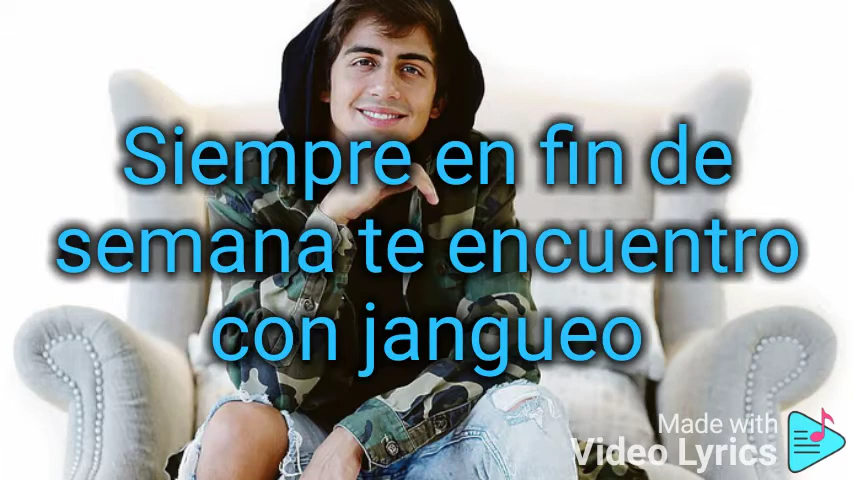 Siempre en fin de
semana te encuentro
con jangueo
Made with
Video Lyrics